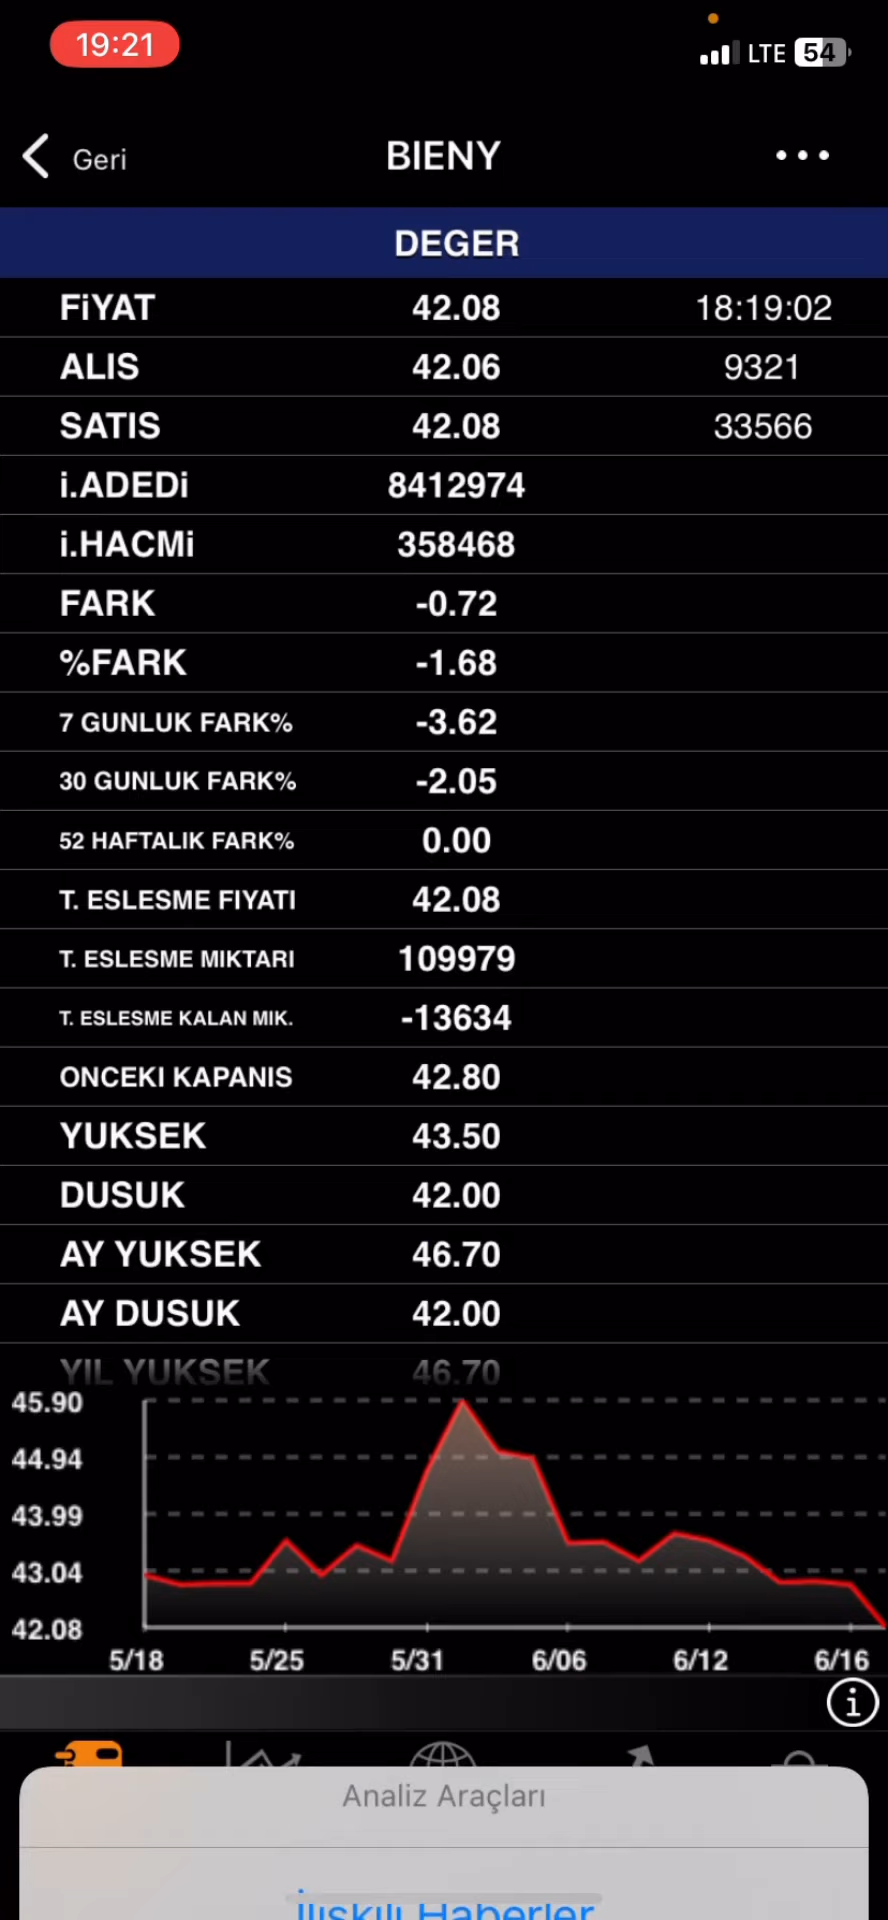 19:21 LTE 54
Geri BIENY
DEGER
FiYAT 42.08 18:19:02
ALIS 42.06 9321
SATIS 42.08 33566
i.ADEDi 8412974
i.HACMi 358468
FARK -0.72
%FARK -1.68
7 GUNLUK FARK% -3.62
30 GUNLUK FARK% -2.05
52 HAFTALIK FARK% 0.00
T. ESLESME FIYATI 42.08
T. ESLESME MIKTARI 109979
T. ESLESME KALAN MIK. -13634
ONCEKI KAPANIS 42.80
YUKSEK 43.50
DUSUK 42.00
AY YUKSEK 46.70
AY DUSUK 42.00
YIL YUKSEK 46.70
45.90
44.94
43.99
43.04
42.08
5/18 5/25 5/31 6/06 6/12 6/16
i
Analiz Araçları
İlişkili Haberler